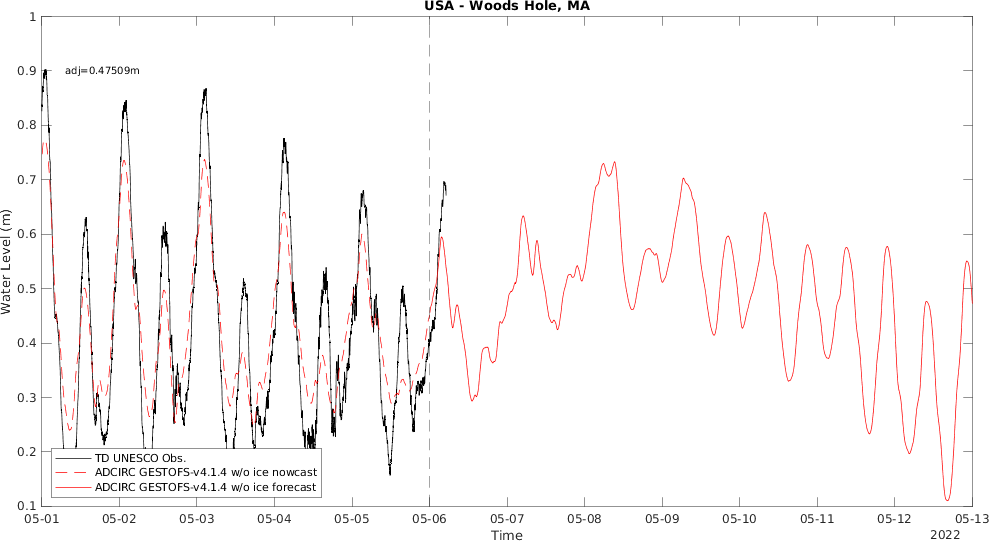 USA - Woods Hole, MA
1
0.9
0.8
0.7
0.6
0.5
0.4
0.3
0.2
0.1
Water Level (m)
adj=0.47509m
TD UNESCO Obs.
ADCIRC GESTOFS-v4.1.4 w/o ice nowcast
ADCIRC GESTOFS-v4.1.4 w/o ice forecast
05-01 05-02 05-03 05-04 05-05 05-06 05-07 05-08 05-09 05-10 05-11 05-12 05-13
Time
2022